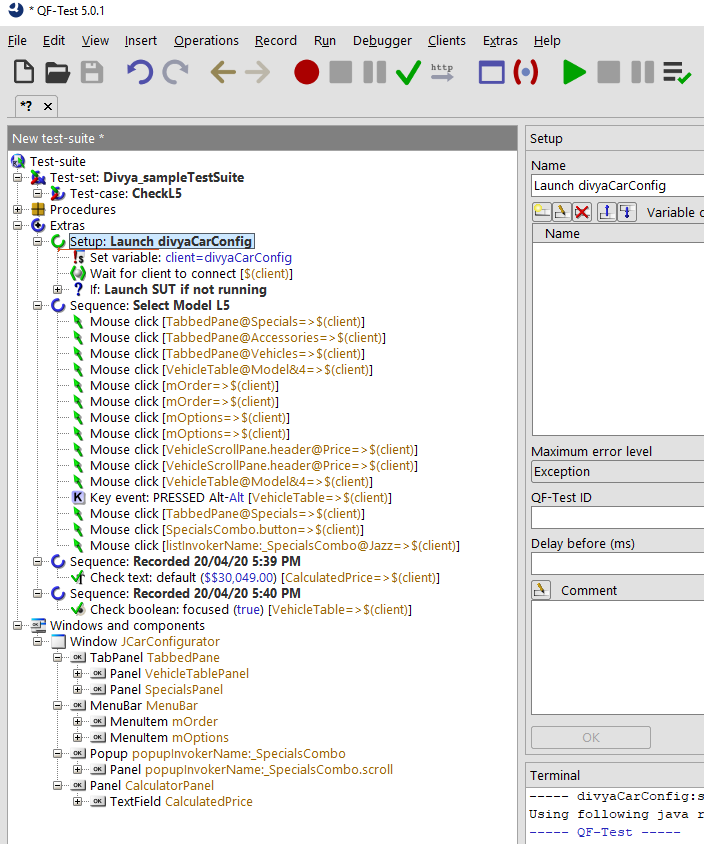 * QF-Test 5.0.1
File Edit View Insert Operations Record Run Debugger Clients Extras Help
http
*?
New test-suite *
Test-suite
Test-set: Divya_sampleTestSuite
Test-case: CheckL5
Procedures
Extras
Setup: Launch divyaCarConfig
Set variable: client=divyaCarConfig
Wait for client to connect [$(client)]
If: Launch SUT if not running
Sequence: Select Model L5
Mouse click [TabbedPane@Specials=>$(client)]
Mouse click [TabbedPane@Accessories=>$(client)]
Mouse click [TabbedPane@Vehicles=>$(client)]
Mouse click [VehicleTable@Model&4=>$(client)]
Mouse click [mOrder=>$(client)]
Mouse click [mOrder=>$(client)]
Mouse click [mOptions=>$(client)]
Mouse click [mOptions=>$(client)]
Mouse click [VehicleScrollPane.header@Price=>$(client)]
Mouse click [VehicleScrollPane.header@Price=>$(client)]
Mouse click [VehicleTable@Model&4=>$(client)]
Key event: PRESSED Alt-Alt [VehicleTable=>$(client)]
Mouse click [TabbedPane@Specials=>$(client)]
Mouse click [SpecialsCombo.button=>$(client)]
Mouse click [listInvokerName:_SpecialsCombo@Jazz=>$(client)]
Sequence: Recorded 20/04/20 5:39 PM
Check text: default ($$30,049.00) [CalculatedPrice=>$(client)]
Sequence: Recorded 20/04/20 5:40 PM
Check boolean: focused (true) [VehicleTable=>$(client)]
Windows and components
Window JCarConfigurator
TabPanel TabbedPane
Panel VehicleTablePanel
Panel SpecialsPanel
MenuBar MenuBar
MenuItem mOrder
MenuItem mOptions
Popup popupInvokerName:_SpecialsCombo
Panel popupInvokerName:_SpecialsCombo.scroll
Panel CalculatorPanel
TextField CalculatedPrice
Setup
Name
Launch divyaCarConfig
Variable d
Name
Maximum error level
Exception
QF-Test ID
Delay before (ms)
Comment
OK
Terminal
----- divyaCarConfig:s
Using following java r
----- QF-Test -----